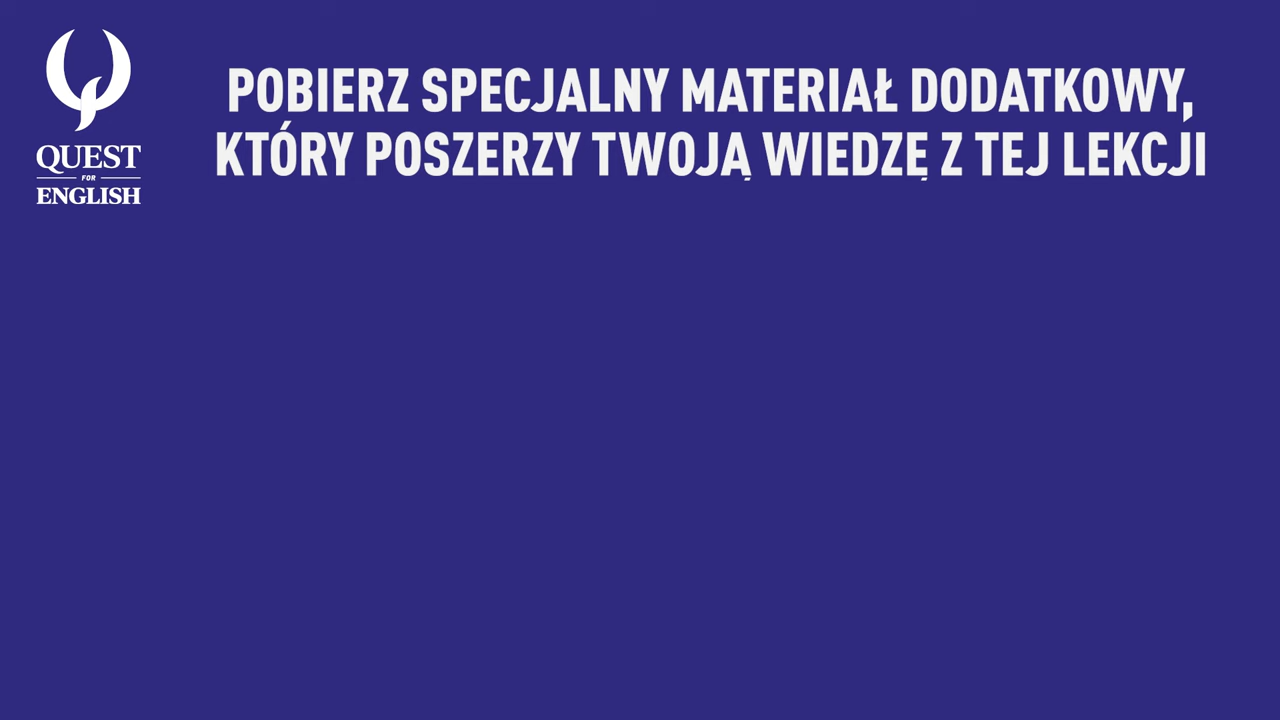 QUEST
FOR
ENGLISH
POBIERZ SPECJALNY MATERIAŁ DODATKOWY,
KTÓRY POSZERZY TWOJĄ WIEDZĘ Z TEJ LEKCJI